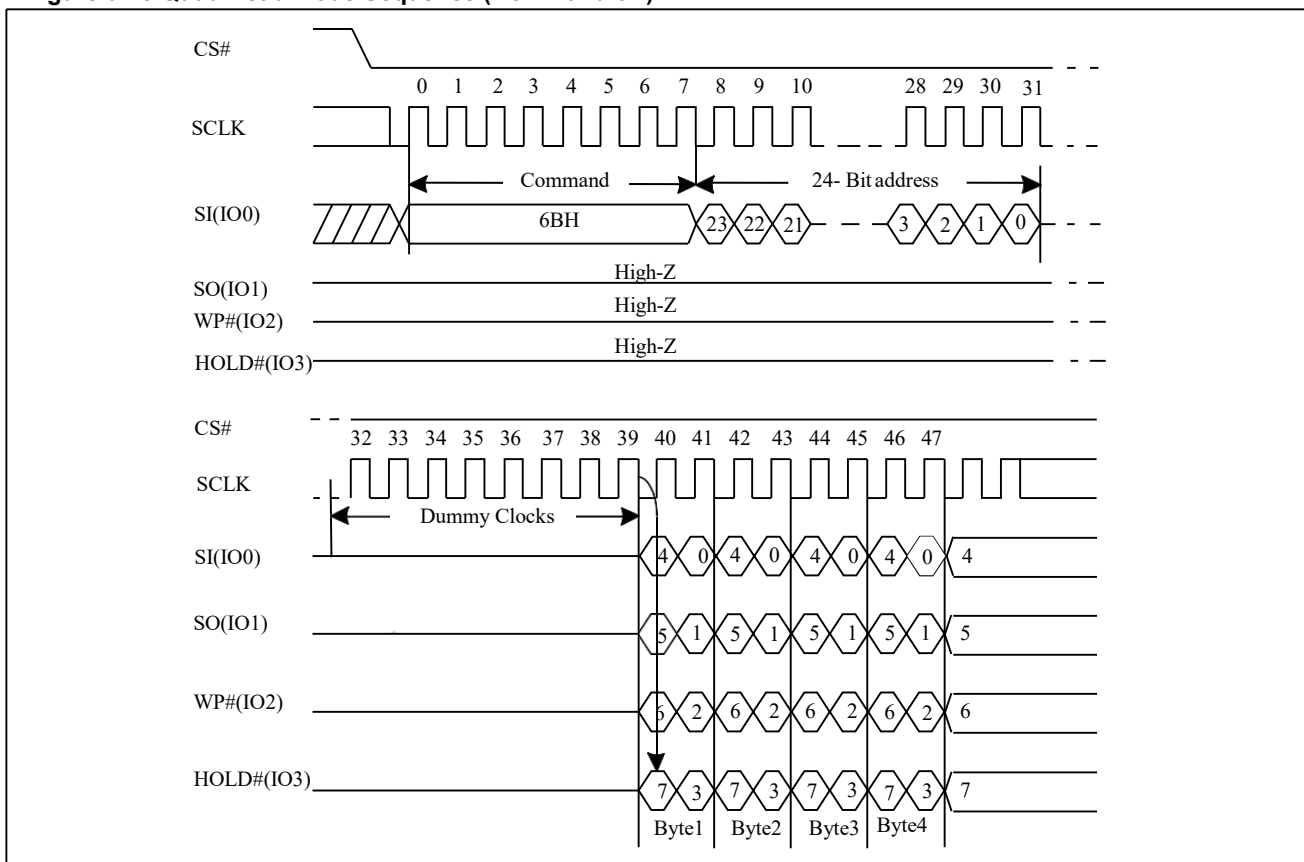 CS#
0 1 2 3 4 5 6 7 8 9 10 28 29 30 31
SCLK
Command 24- Bit address
SI(IO0) 6BH 23 22 21 3 2 1 0
High-Z
SO(IO1)
High-Z
WP#(IO2)
High-Z
HOLD#(IO3)
CS#
32 33 34 35 36 37 38 39 40 41 42 43 44 45 46 47
SCLK
Dummy Clocks
SI(IO0) 4 0 4 0 4 0 4 0 4
SO(IO1) 5 1 5 1 5 1 5 1 5
WP#(IO2) 6 2 6 2 6 2 6 2 6
HOLD#(IO3) 7 3 7 3 7 3 7 3 7
Byte1 Byte2 Byte3 Byte4